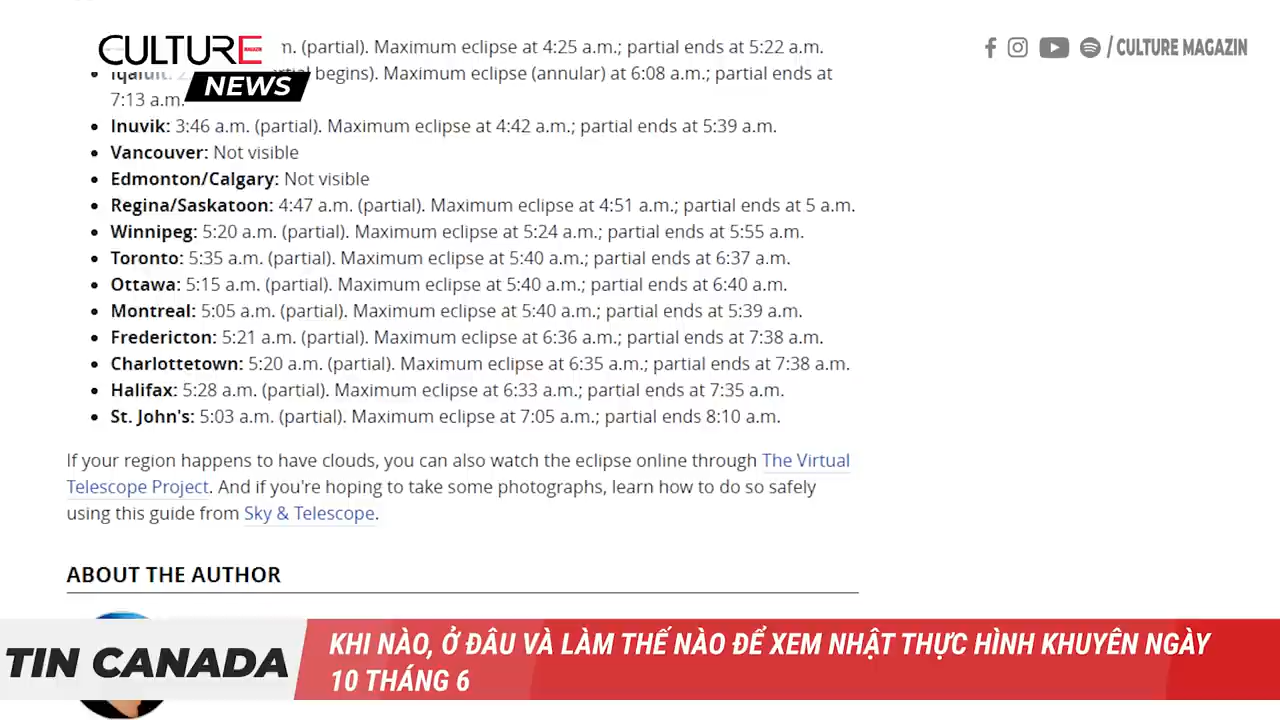 CULTURE
MAGAZIN
NEWS
/ CULTURE MAGAZIN
m. (partial). Maximum eclipse at 4:25 a.m.; partial ends at 5:22 a.m.
Iqaluit: begins). Maximum eclipse (annular) at 6:08 a.m.; partial ends at
7:13 a.m.
Inuvik: 3:46 a.m. (partial). Maximum eclipse at 4:42 a.m.; partial ends at 5:39 a.m.
Vancouver: Not visible
Edmonton/Calgary: Not visible
Regina/Saskatoon: 4:47 a.m. (partial). Maximum eclipse at 4:51 a.m.; partial ends at 5 a.m.
Winnipeg: 5:20 a.m. (partial). Maximum eclipse at 5:24 a.m.; partial ends at 5:55 a.m.
Toronto: 5:35 a.m. (partial). Maximum eclipse at 5:40 a.m.; partial ends at 6:37 a.m.
Ottawa: 5:15 a.m. (partial). Maximum eclipse at 5:40 a.m.; partial ends at 6:40 a.m.
Montreal: 5:05 a.m. (partial). Maximum eclipse at 5:40 a.m.; partial ends at 5:39 a.m.
Fredericton: 5:21 a.m. (partial). Maximum eclipse at 6:36 a.m.; partial ends at 7:38 a.m.
Charlottetown: 5:20 a.m. (partial). Maximum eclipse at 6:35 a.m.; partial ends at 7:38 a.m.
Halifax: 5:28 a.m. (partial). Maximum eclipse at 6:33 a.m.; partial ends at 7:35 a.m.
St. John's: 5:03 a.m. (partial). Maximum eclipse at 7:05 a.m.; partial ends 8:10 a.m.
If your region happens to have clouds, you can also watch the eclipse online through The Virtual
Telescope Project. And if you're hoping to take some photographs, learn how to do so safely
using this guide from Sky & Telescope.
ABOUT THE AUTHOR
TIN CANADA
KHI NÀO, Ở ĐÂU VÀ LÀM THẾ NÀO ĐỂ XEM NHẬT THỰC HÌNH KHUYÊN NGÀY
10 THÁNG 6